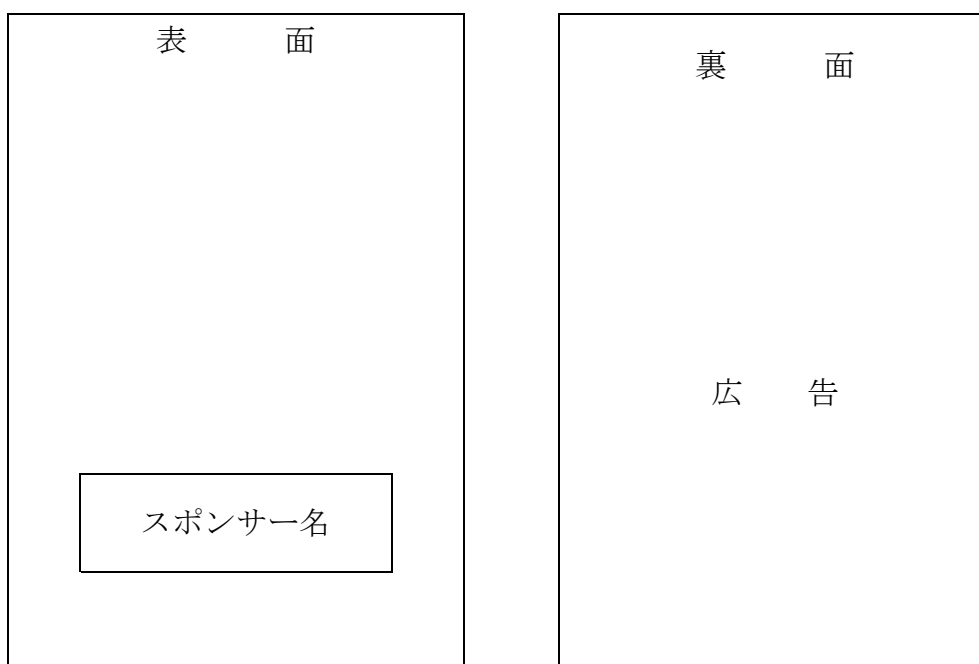 表　面
スポンサー名
裏　面
広　告